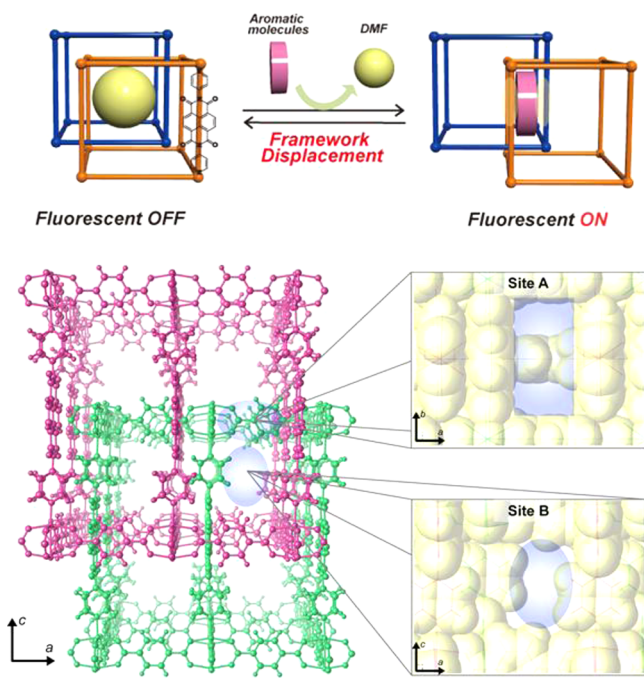 Aromatic
molecules
DMF
Framework
Displacement
Fluorescent OFF
Fluorescent ON
Site A
b
a
Site B
c
a
c
a